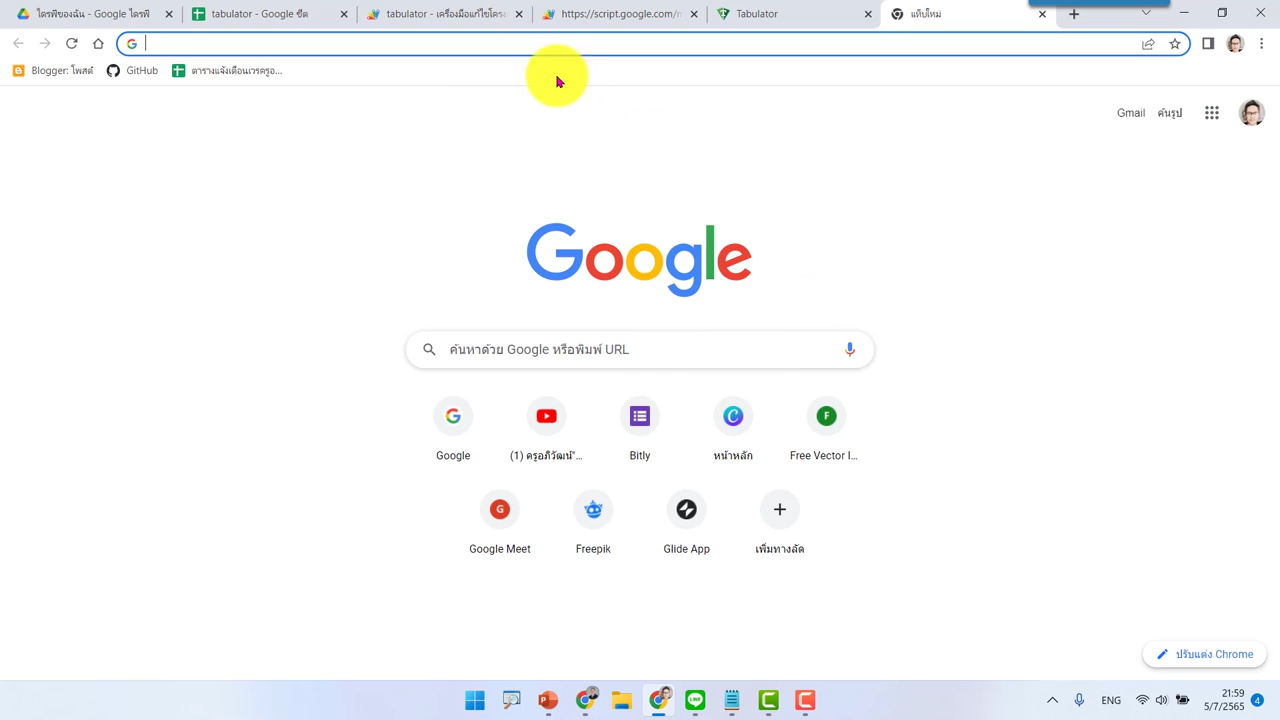 ไดรฟ์ของฉัน - Google ไดรฟ์
tabulator - Google ชีต
tabulator - เครื่องมือแก้ไขโครง
https://script.google.com/m
Tabulator
แท็บใหม่
Blogger: โพสต์
GitHub
ตารางแจ้งเตือนเวรครูอ...
Gmail
ค้นรูป
Google
ค้นหาด้วย Google หรือพิมพ์ URL
Google
(1) ครูอภิวัฒน์"...
Bitly
หน้าหลัก
Free Vector I...
Google Meet
Freepik
Glide App
เพิ่มทางลัด
ปรับแต่ง Chrome
ENG
21:59
5/7/2565
4